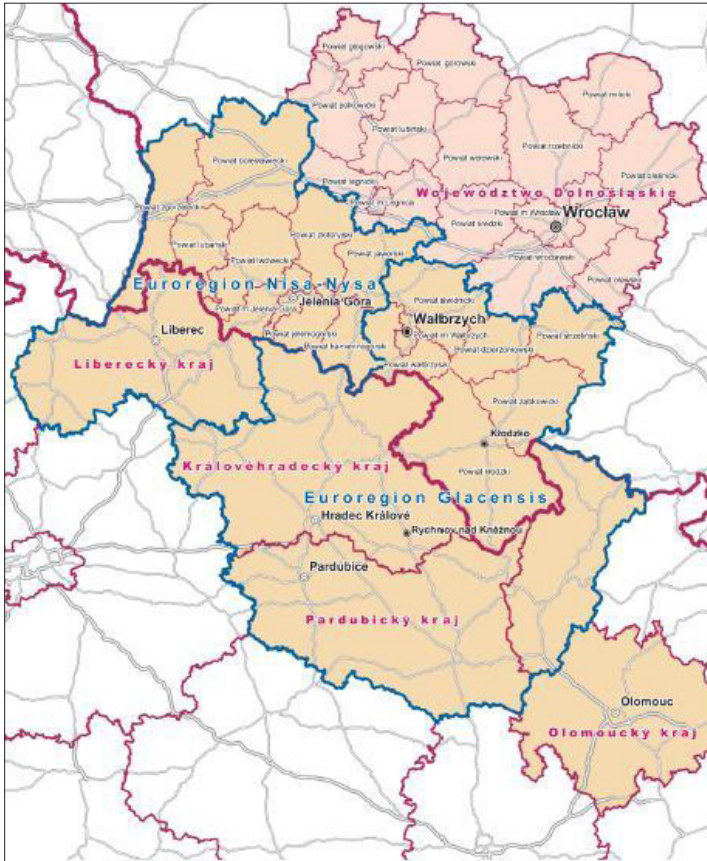 Powiat głogowski
Powiat górowski
Powiat polkowicki
Powiat milicki
Powiat lubiński
Powiat wołowski
Powiat trzebnicki
Powiat bolesławiecki
Powiat oleśnicki
Powiat legnicki
Powiat m.Legnica
Województwo Dolnośląskie
Powiat zgorzelecki
Powiat m.Wrocław
Wrocław
Powiat złotoryjski
Powiat średzki
Powiat lubański
Powiat lwówecki
Powiat jaworski
Powiat wrocławski
Powiat oławski
Euroregion Nisa-Nysa
Jelenia Góra
Powiat m.Jelenia Góra
Powiat świdnicki
Wałbrzych
Powiat m.Wałbrzych
Powiat strzeliński
Powiat jeleniogórski
Powiat kamiennogórski
Powiat dzierżoniowski
Liberec
Liberecký kraj
Powiat wałbrzyski
Powiat ząbkowicki
Kłodzko
Královéhradecký kraj
Powiat kłodzki
Euroregion Glacensis
Hradec Králové
Rychnov nad Kněžnou
Pardubice
Pardubický kraj
Olomouc
Olomoucký kraj